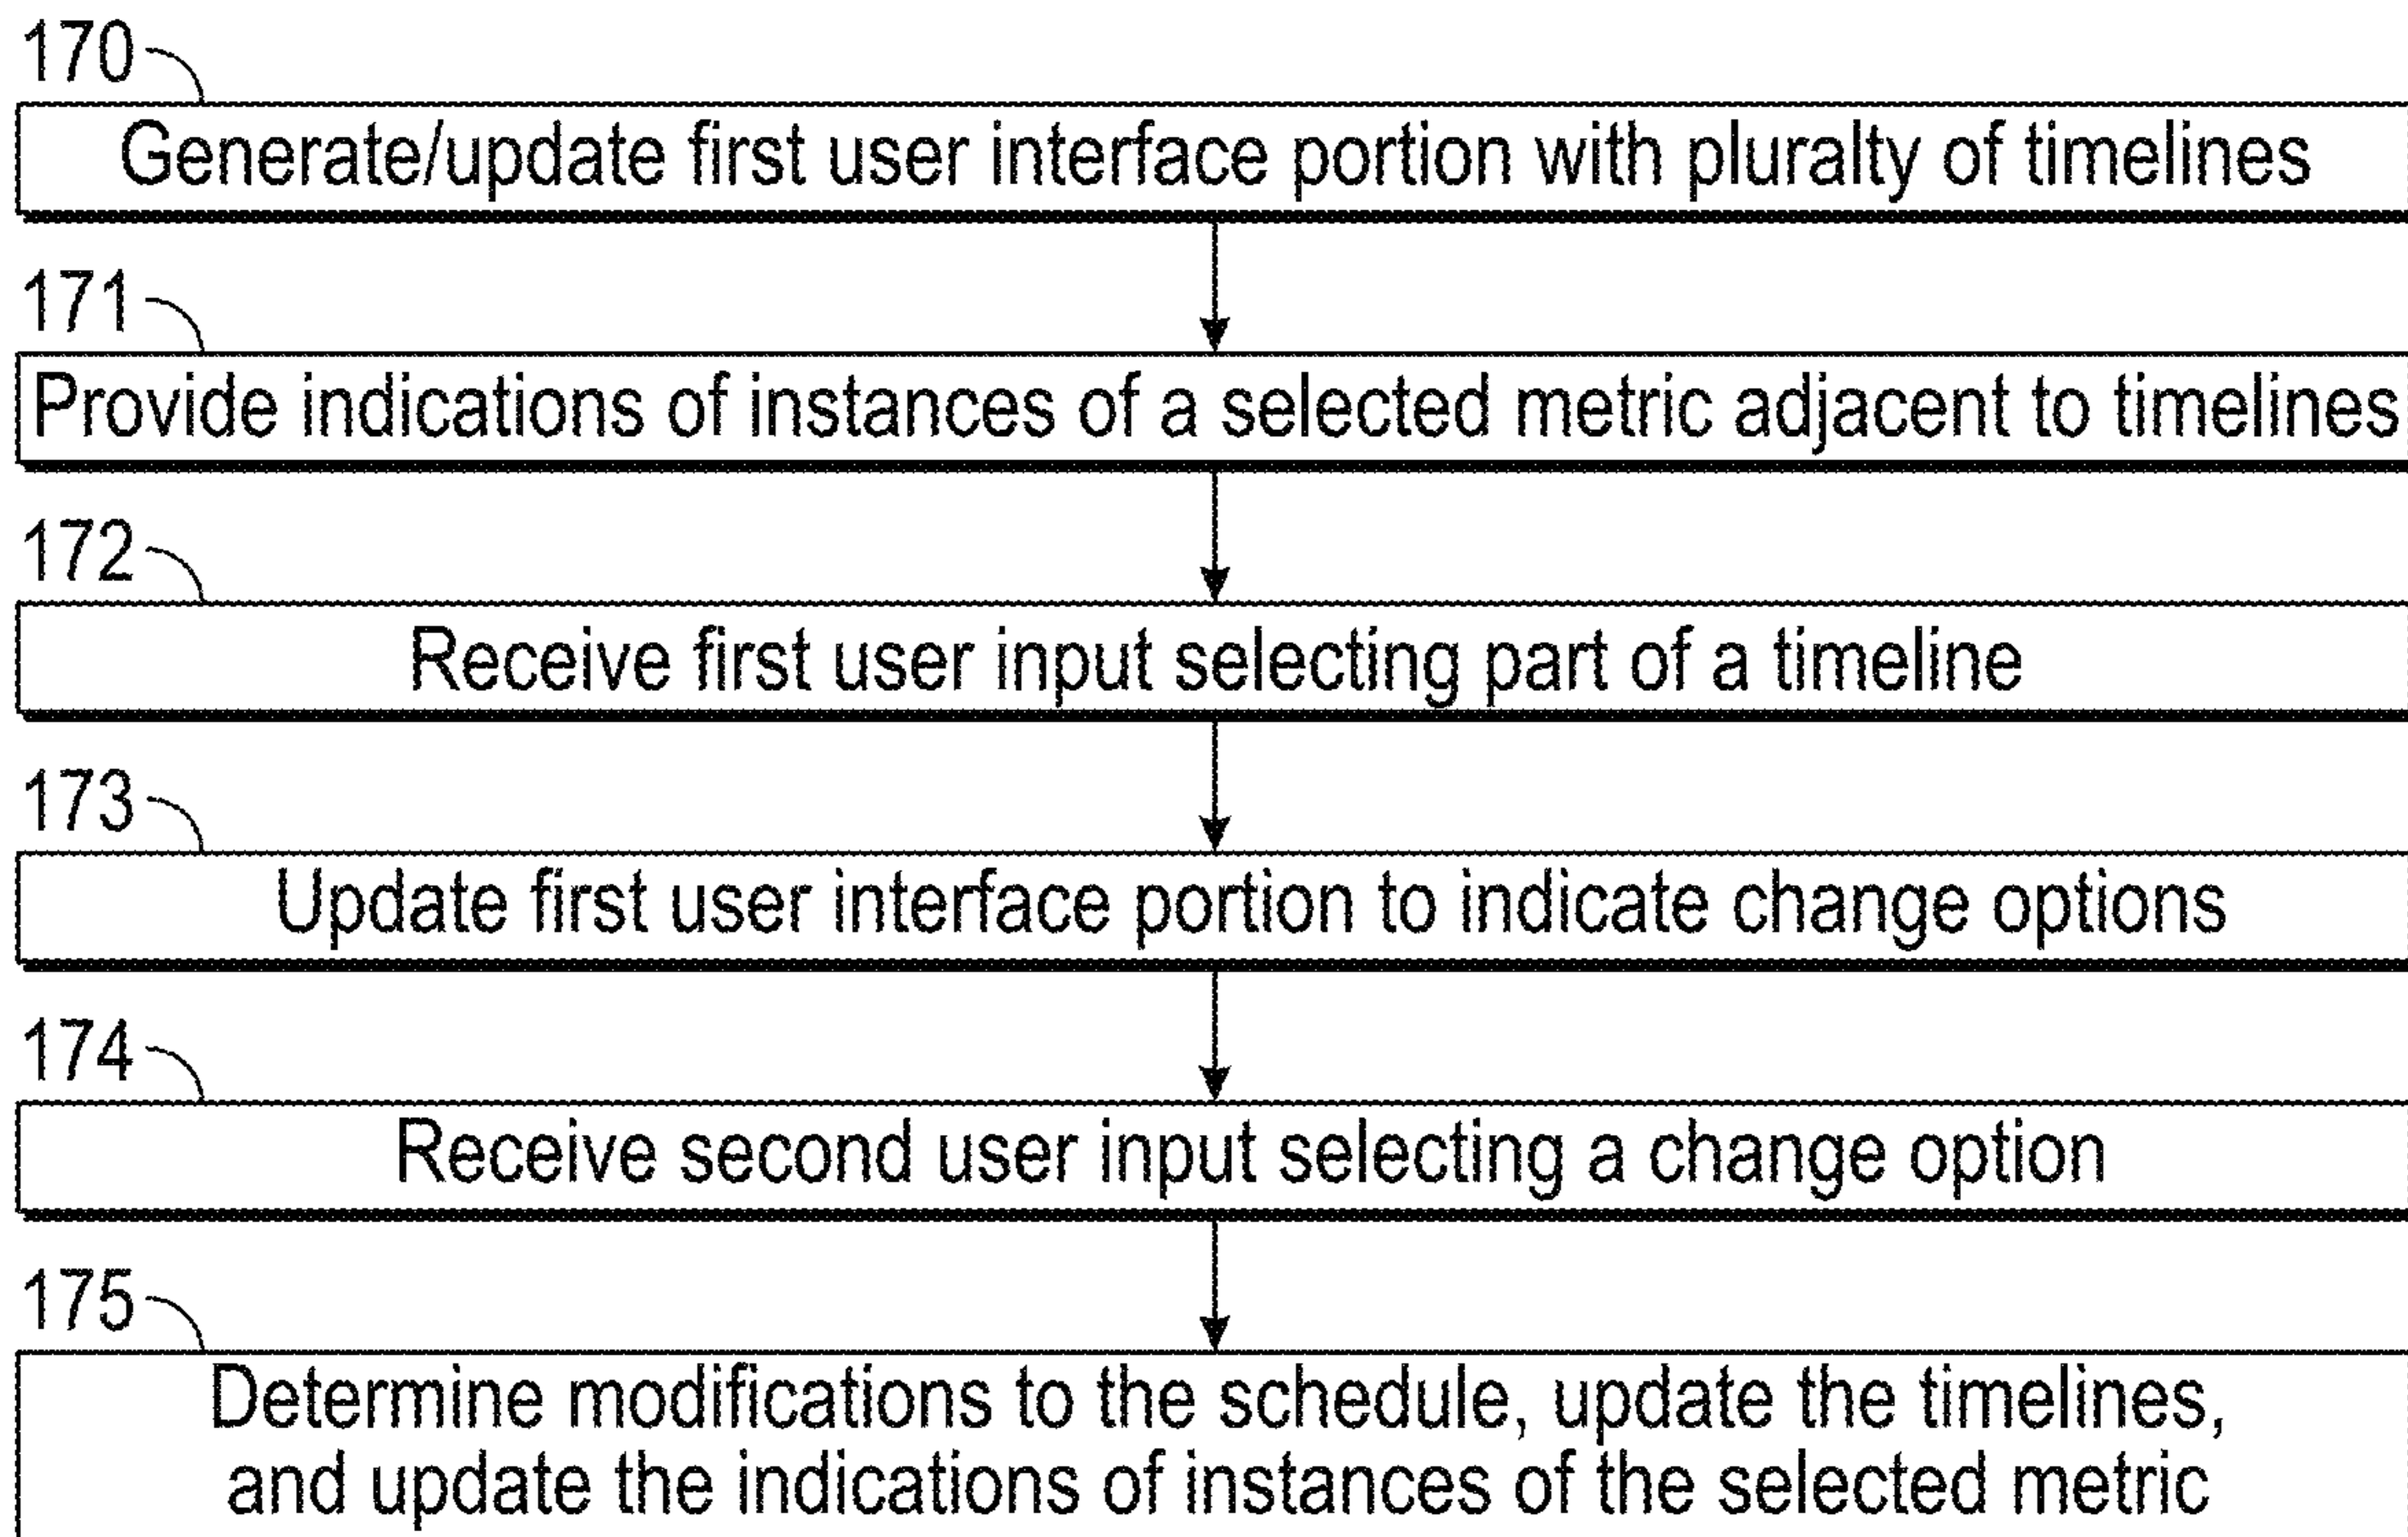 170
Generate/update first user interface portion with pluralty of timelines
171
Provide indications of instances of a selected metric adjacent to timelines
172
Receive first user input selecting part of a timeline
173
Update first user interface portion to indicate change options
174
Receive second user input selecting a change option
175
Determine modifications to the schedule, update the timelines,
and update the indications of instances of the selected metric